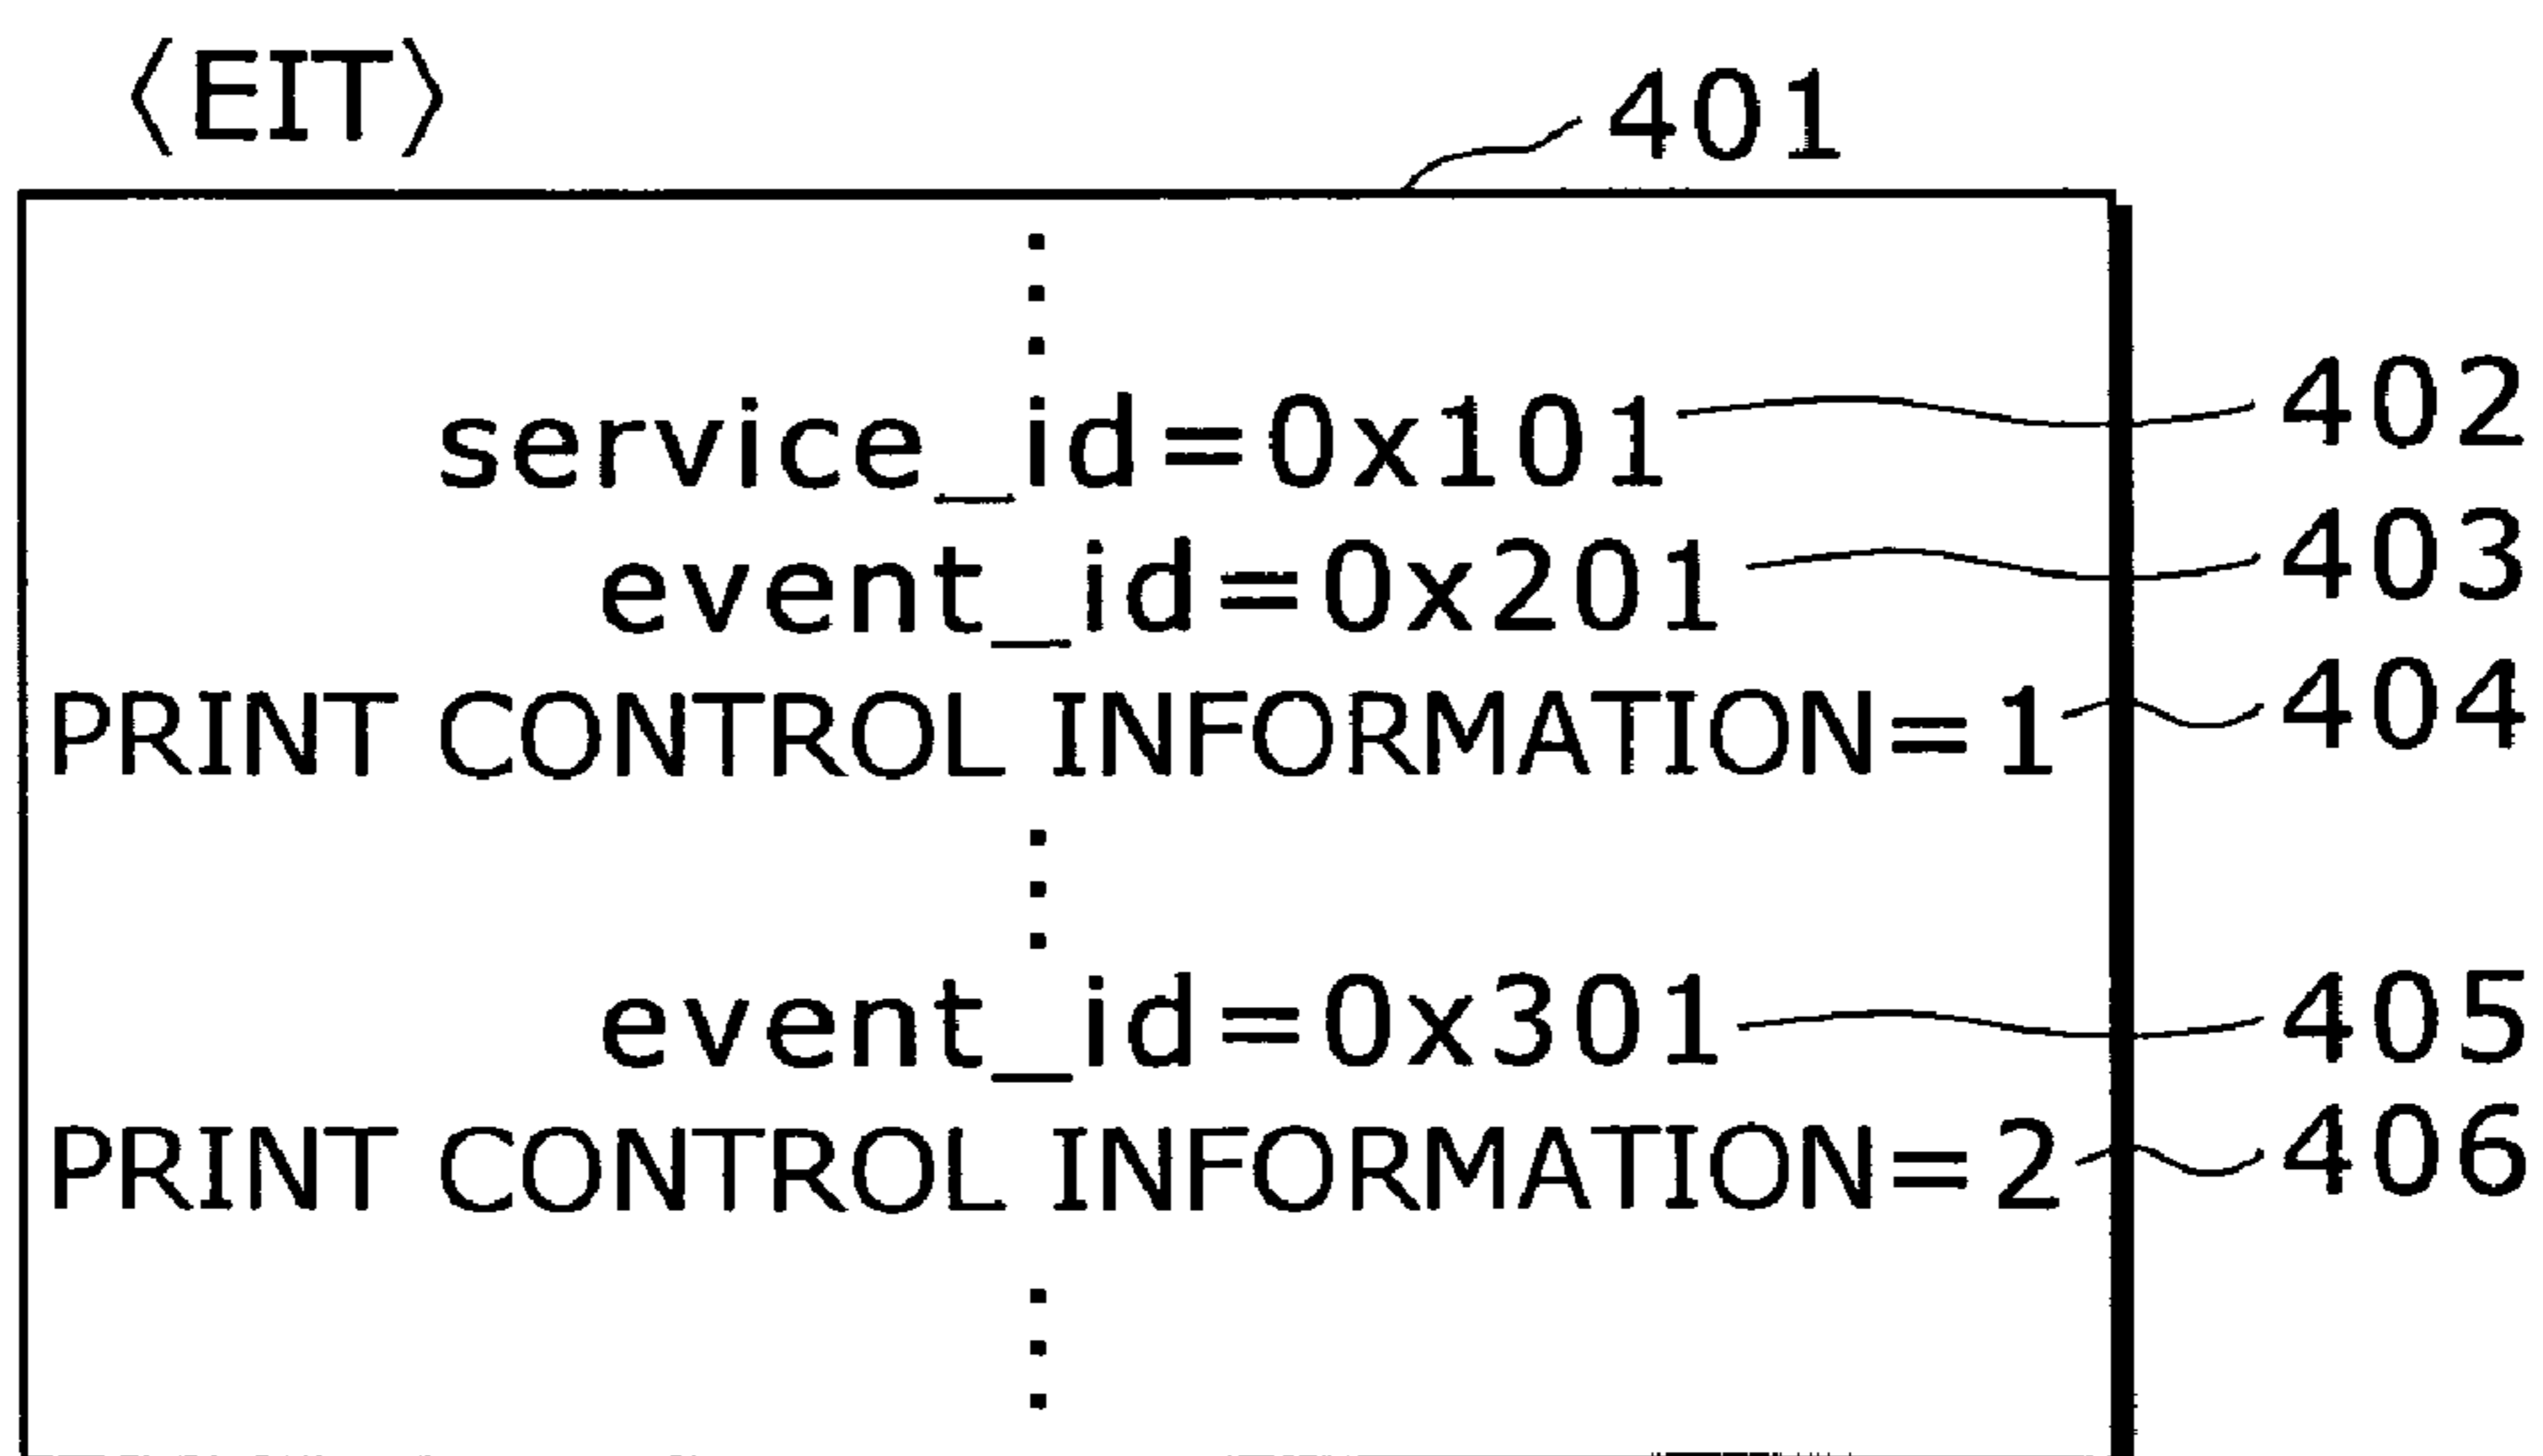 〈EIT〉
401
service_id=0x101 402
event_id=0x201 403
PRINT CONTROL INFORMATION=1 404
event_id=0x301 405
PRINT CONTROL INFORMATION=2 406